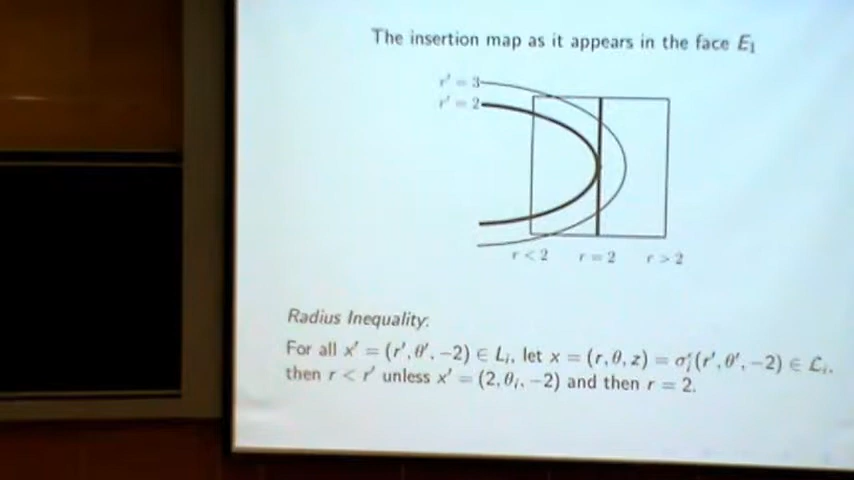 The insertion map as it appears in the face E₁
r′ = 3
r′ = 2
r < 2 r = 2 r > 2
Radius Inequality:
For all x′ = (r′, θ′, −2) ∈ Lᵢ, let x = (r, θ, z) = σᵢᵋ(r′, θ′, −2) ∈ ℒᵢ,
then r < r′ unless x′ = (2, θᵢ, −2) and then r = 2.